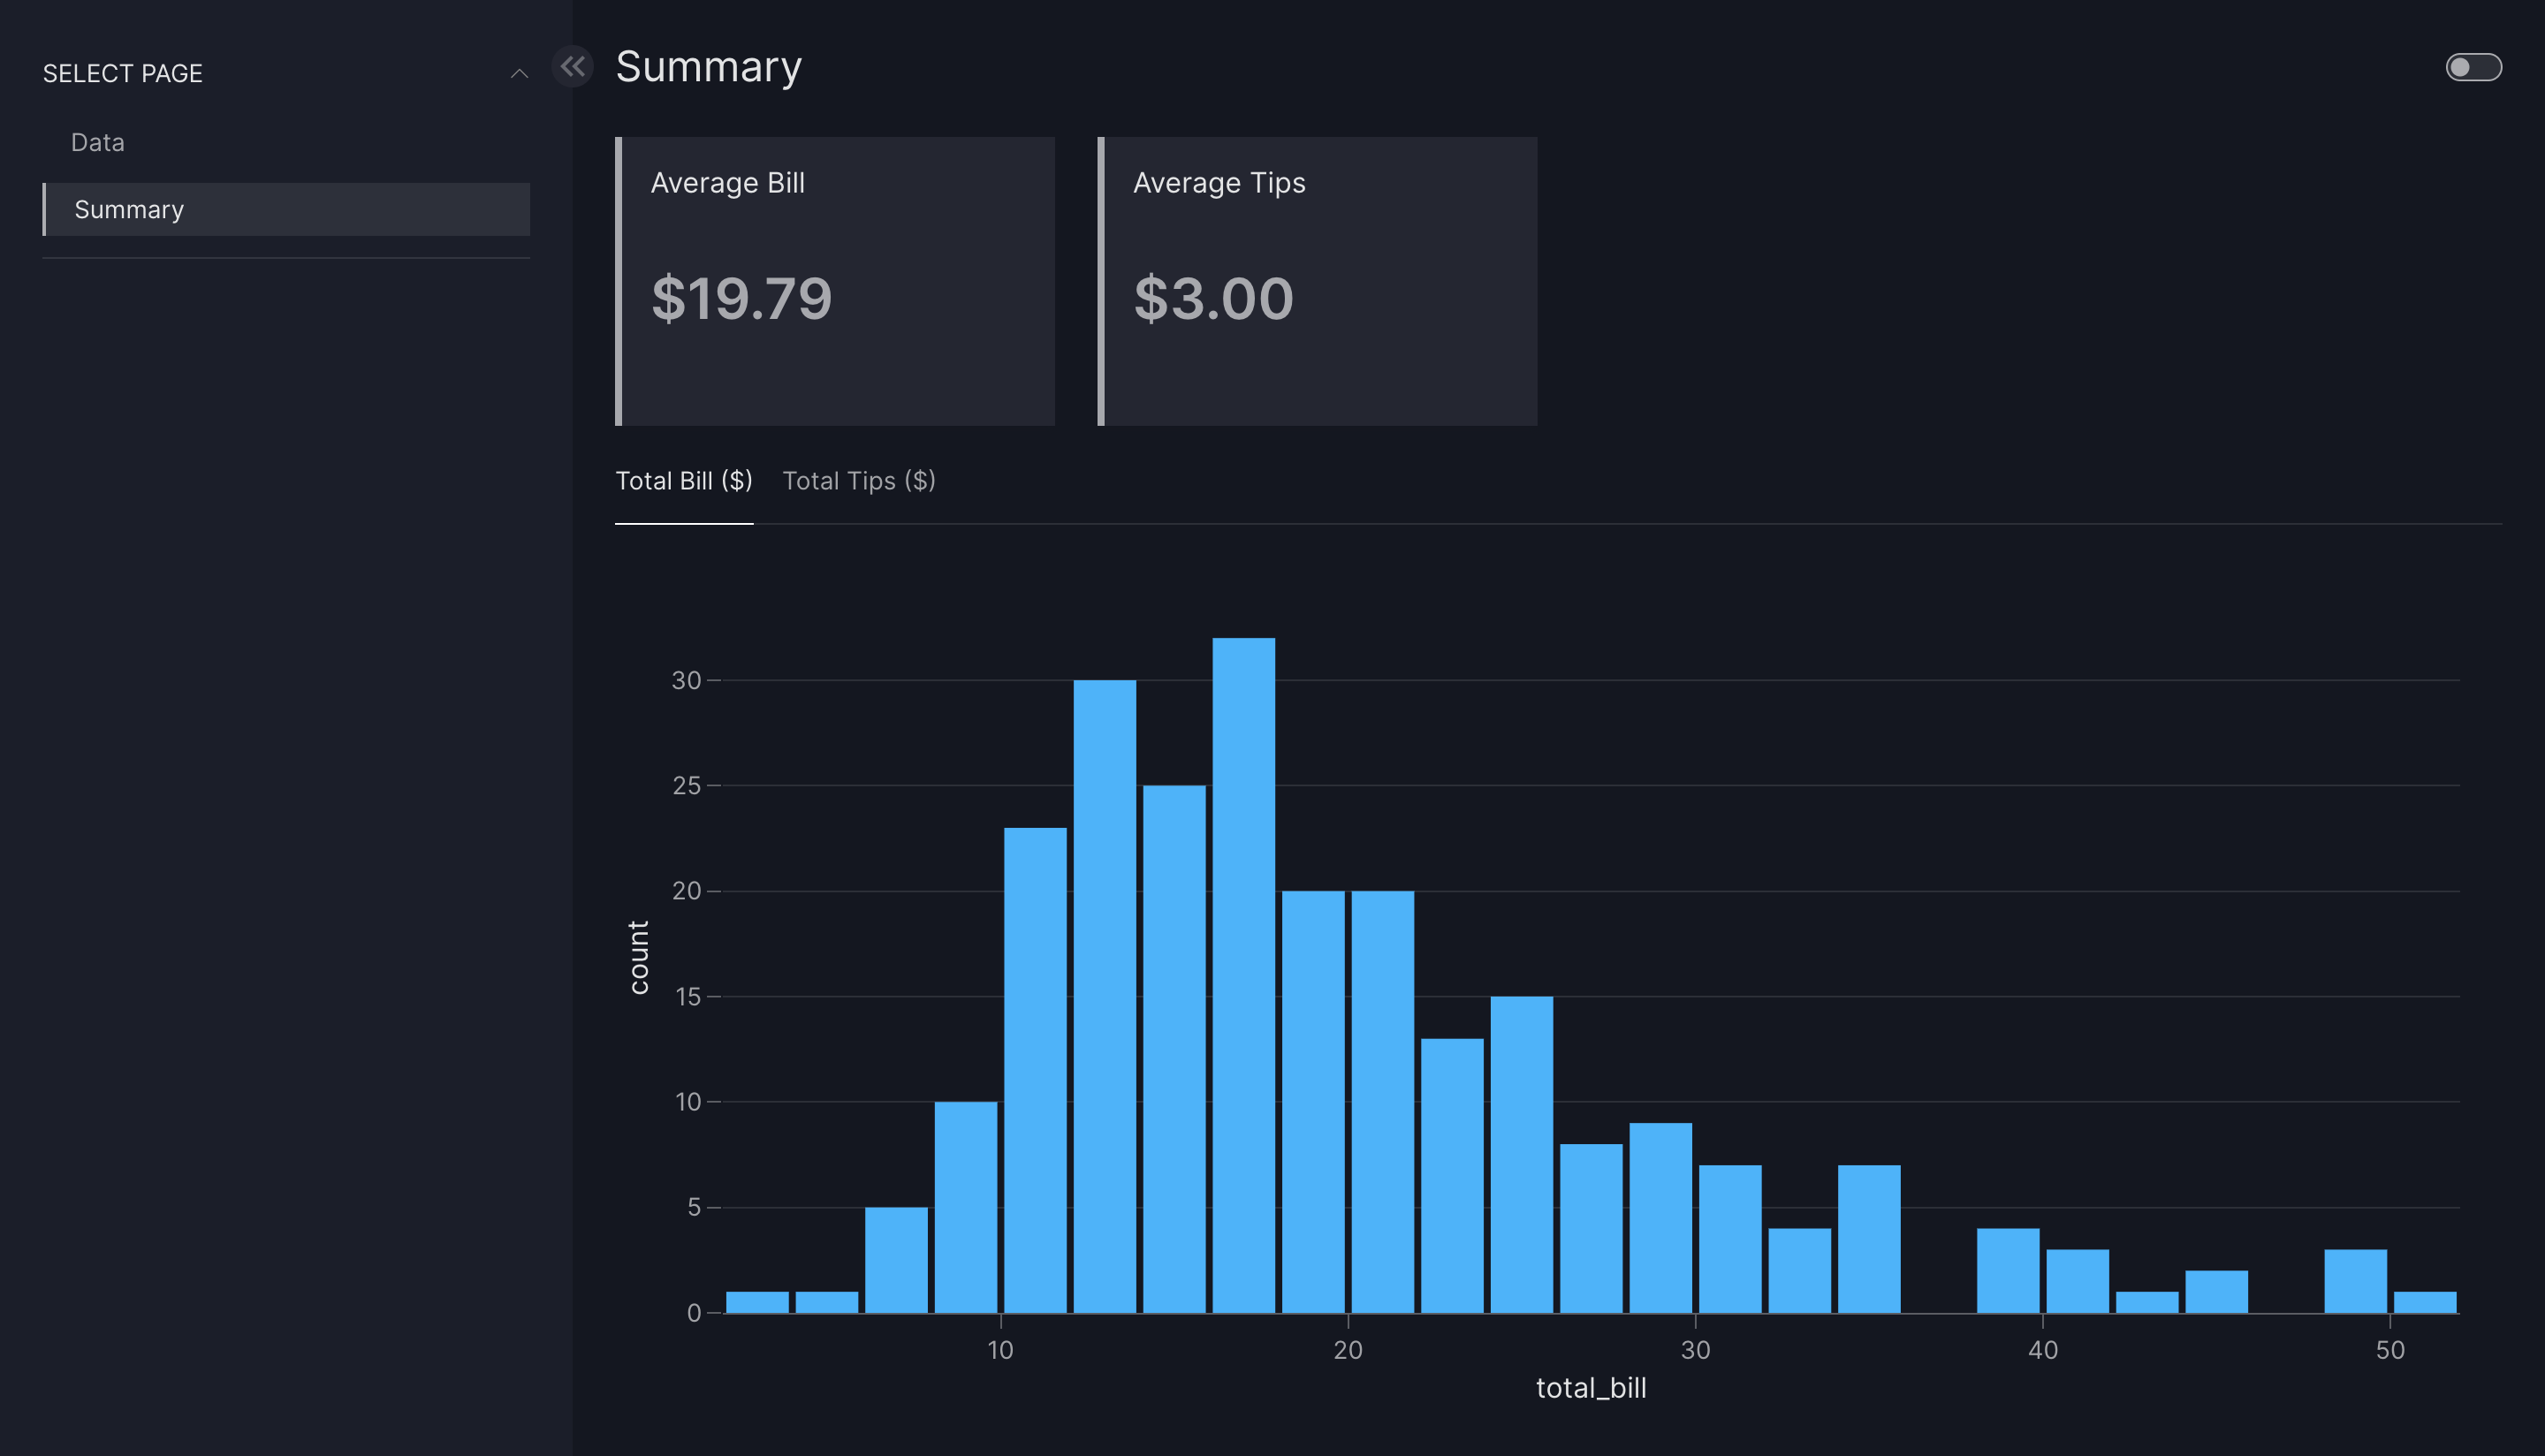 SELECT PAGE
Data
Summary
Summary
Average Bill
$19.79
Average Tips
$3.00
Total Bill ($)
Total Tips ($)
30
25
20
15
10
5
0
count
10
20
30
40
50
total_bill